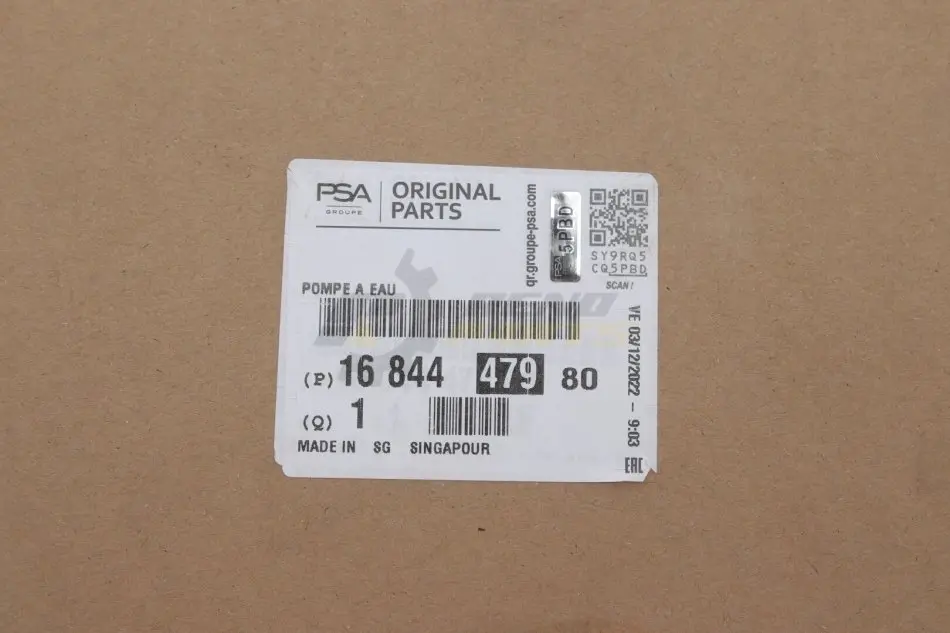 PSA
GROUPE
ORIGINAL
PARTS
qr.groupe-psa.com
PSA
5PBD
SY9RQ5
CQ5PBD
SCAN!
POMPE A EAU
(P) 16 844 479 80
(Q) 1
MADE IN SG SINGAPOUR
VE 03/12/2022 - 9:03
EAC